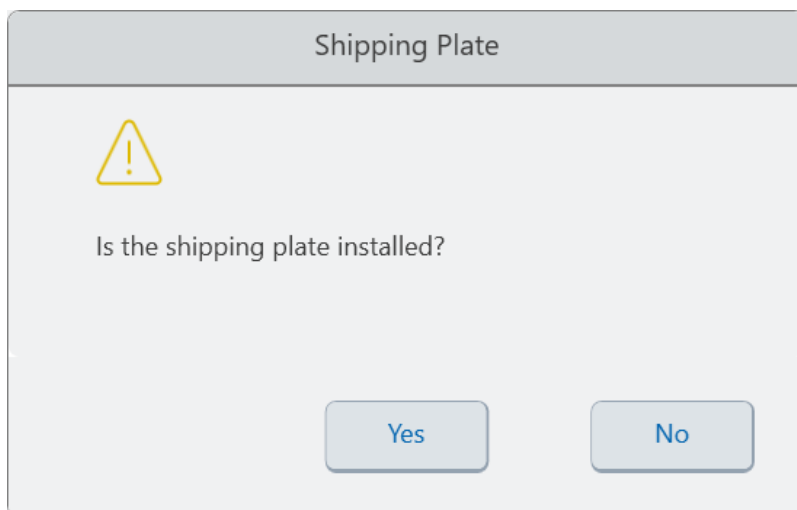 Shipping Plate
Is the shipping plate installed?
Yes
No